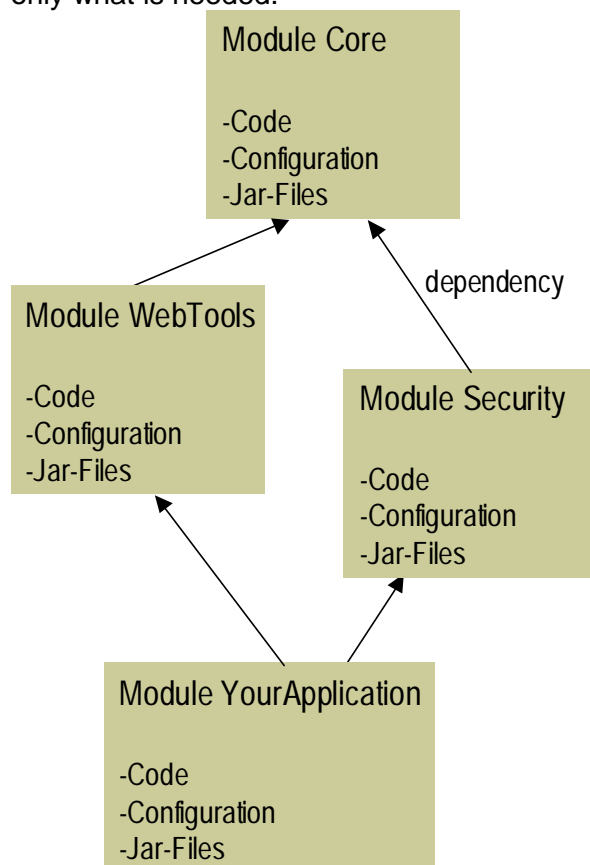 only what is needed.
Module Core
-Code
-Configuration
-Jar-Files
dependency
Module WebTools
-Code
-Configuration
-Jar-Files
Module Security
-Code
-Configuration
-Jar-Files
Module YourApplication
-Code
-Configuration
-Jar-Files